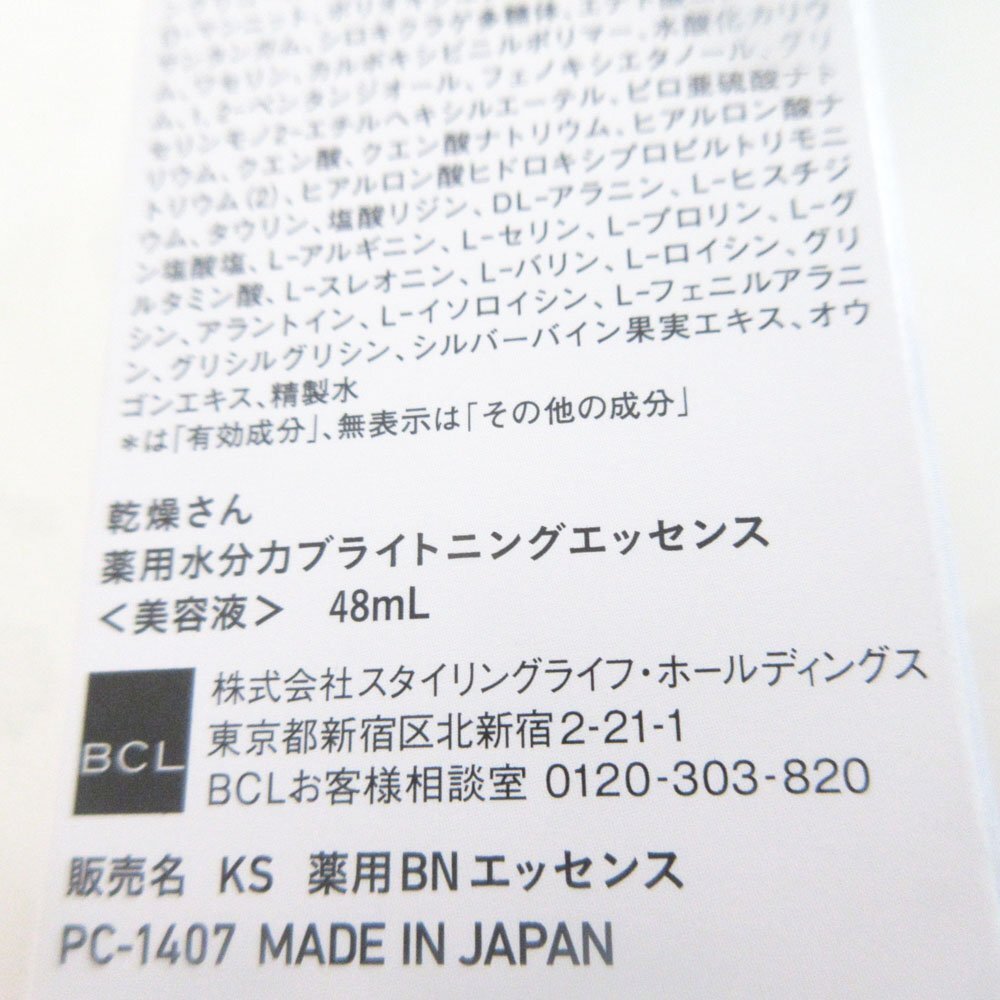 D-マンニット、ポリオキシ
サンタンガム、シロキクラゲ多糖体、エデト酸
ム、ワセリン、カルボキシビニルポリマー、水酸化カリウ
ム、1,2-ペンタンジオール、フェノキシエタノール、グリ
セリンモノ2-エチルヘキシルエーテル、ピロ亜硫酸ナト
リウム、クエン酸、クエン酸ナトリウム、ヒアルロン酸ナ
トリウム(2)、ヒアルロン酸ヒドロキシプロピルトリモニ
ウム、タウリン、塩酸リジン、DL-アラニン、L-ヒスチジ
ン塩酸塩、L-アルギニン、L-セリン、L-プロリン、L-グ
ルタミン酸、L-スレオニン、L-バリン、L-ロイシン、グリ
シン、アラントイン、L-イソロイシン、L-フェニルアラニ
ン、グリシルグリシン、シルバーバイン果実エキス、オウ
ゴンエキス、精製水
*は「有効成分」、無表示は「その他の成分」
乾燥さん
薬用水分力ブライトニングエッセンス
<美容液> 48mL
BCL
株式会社スタイリングライフ・ホールディングス
東京都新宿区北新宿2-21-1
BCLお客様相談室 0120-303-820
販売名 KS 薬用BNエッセンス
PC-1407 MADE IN JAPAN